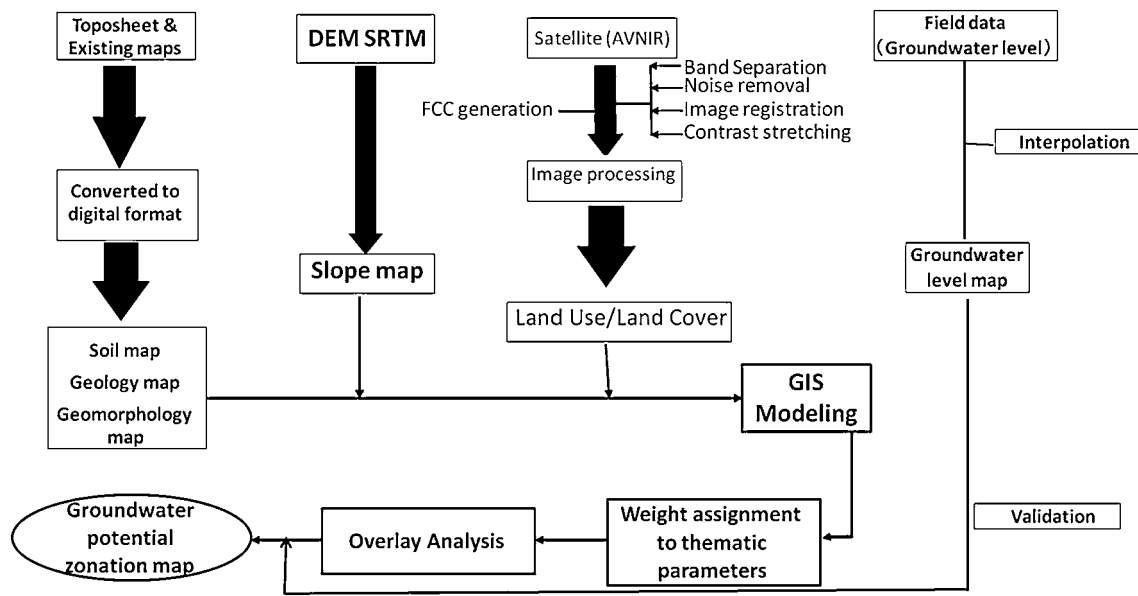 Toposheet &
Existing maps
DEM SRTM
Satellite (AVNIR)
Field data
(Groundwater level)
Band Separation
Noise removal
FCC generation
Image registration
Contrast stretching
Interpolation
Converted to
digital format
Image processing
Slope map
Groundwater
level map
Land Use/Land Cover
Soil map
Geology map
Geomorphology
map
GIS
Modeling
Groundwater
potential
zonation map
Overlay Analysis
Weight assignment
to thematic
parameters
Validation